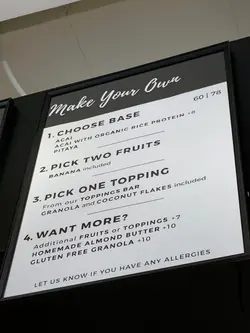 Make Your Own
60 | 78
1. CHOOSE BASE
ACAI
ACAI WITH ORGANIC RICE PROTEIN +8
PITAYA
2. PICK TWO FRUITS
BANANA included
3. PICK ONE TOPPING
From our TOPPINGS BAR
GRANOLA and COCONUT FLAKES included
4. WANT MORE?
Additional FRUITS or TOPPINGS +7
HOMEMADE ALMOND BUTTER +10
GLUTEN FREE GRANOLA +10
LET US KNOW IF YOU HAVE ANY ALLERGIES